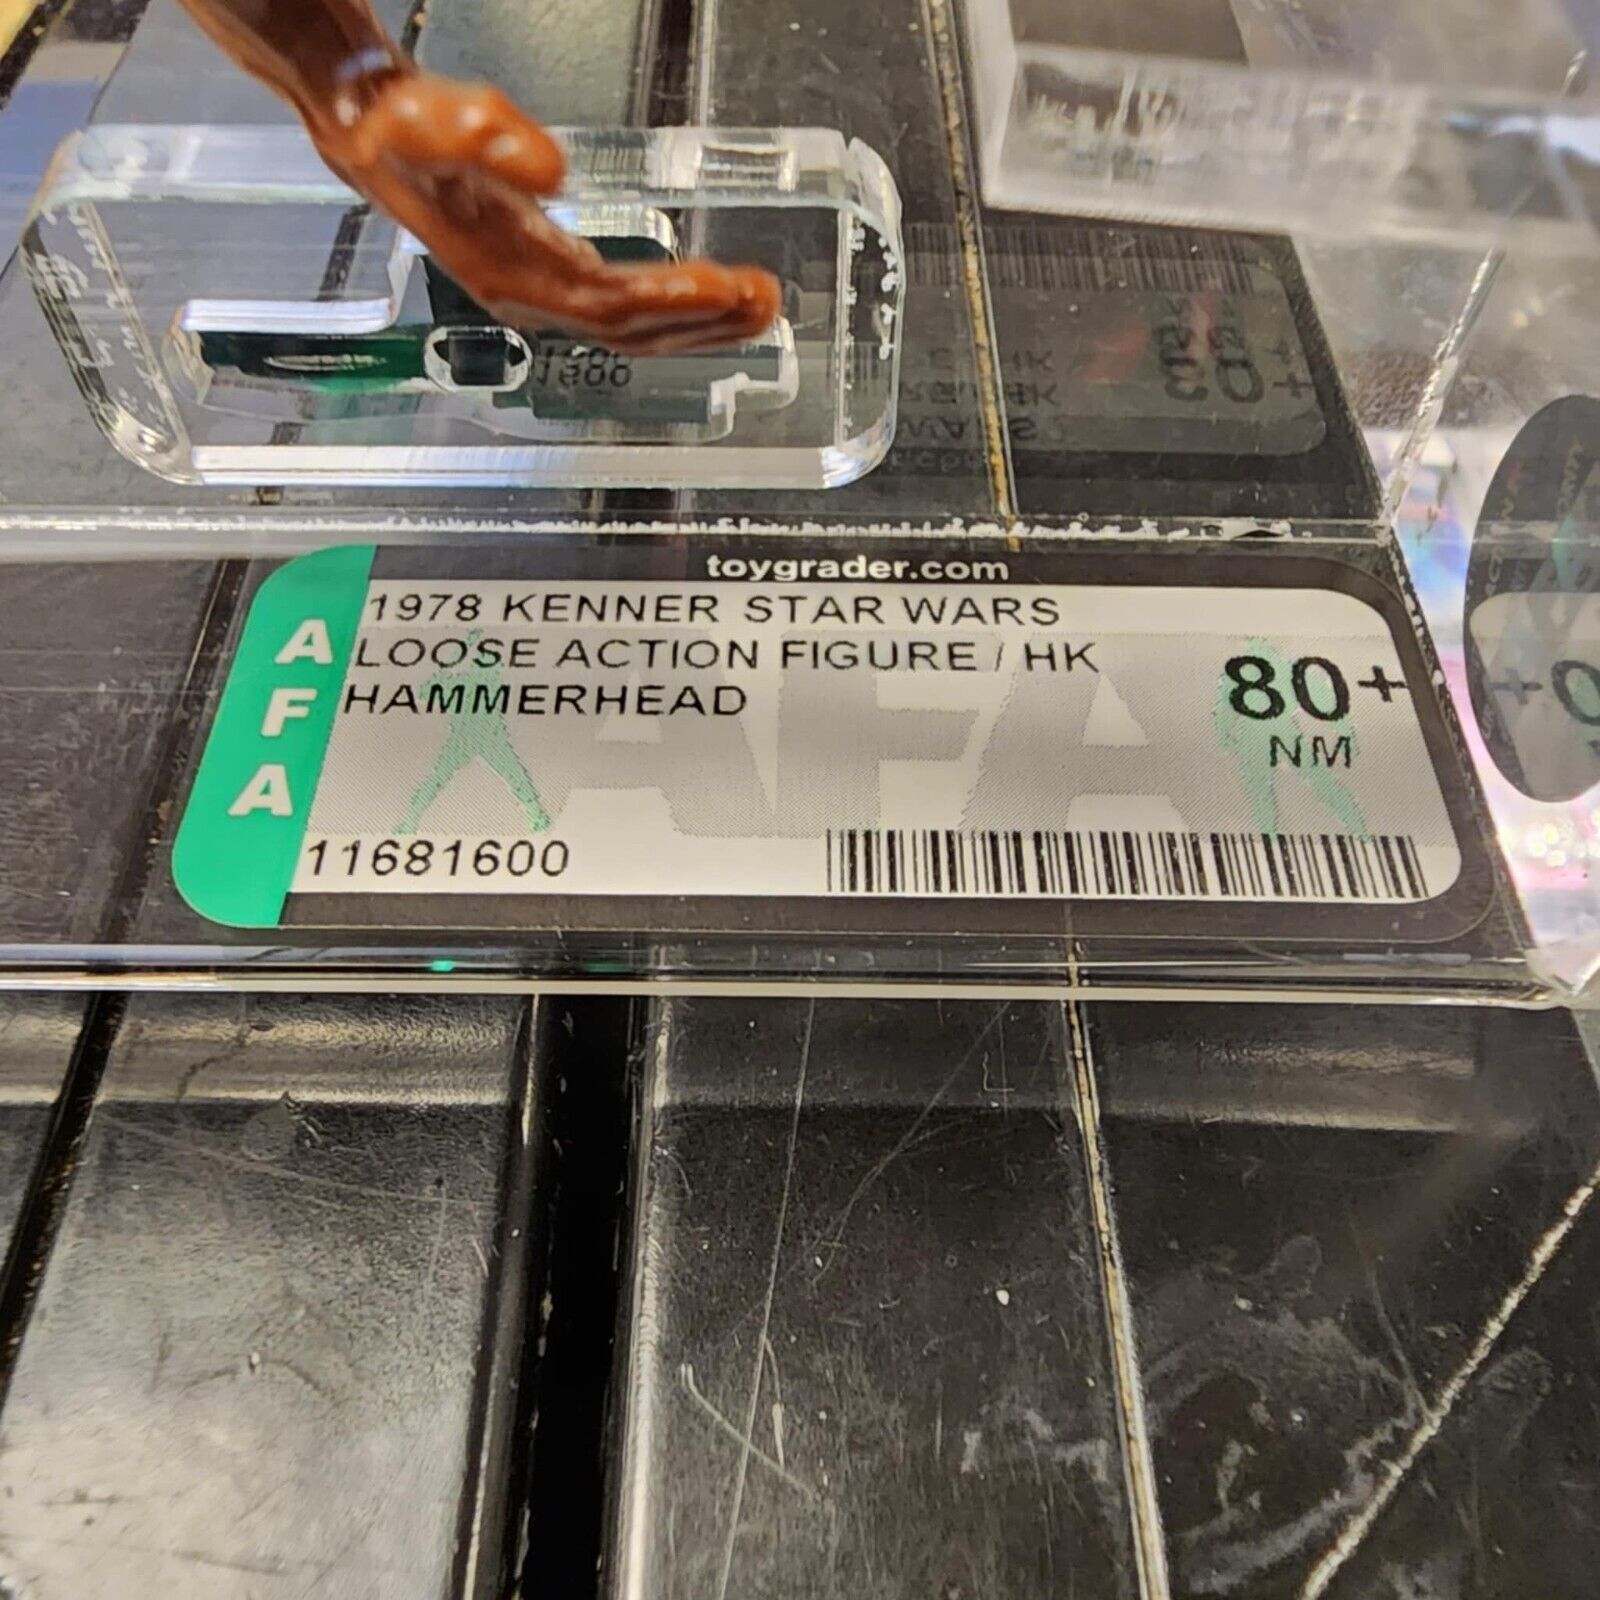 toygrader.com
AFA
1978 KENNER STAR WARS
LOOSE ACTION FIGURE / HK
HAMMERHEAD
80+
NM
11681600